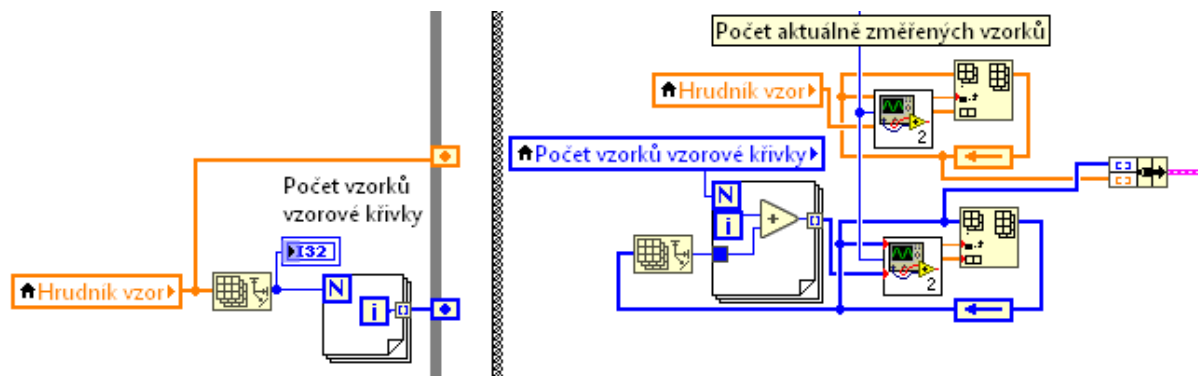 Počet aktuálně změřených vzorků
Hrudník vzor
2
Počet vzorků vzorové křivky
N
i
+
2
Počet vzorků
vzorové křivky
I32
Hrudník vzor
N
i